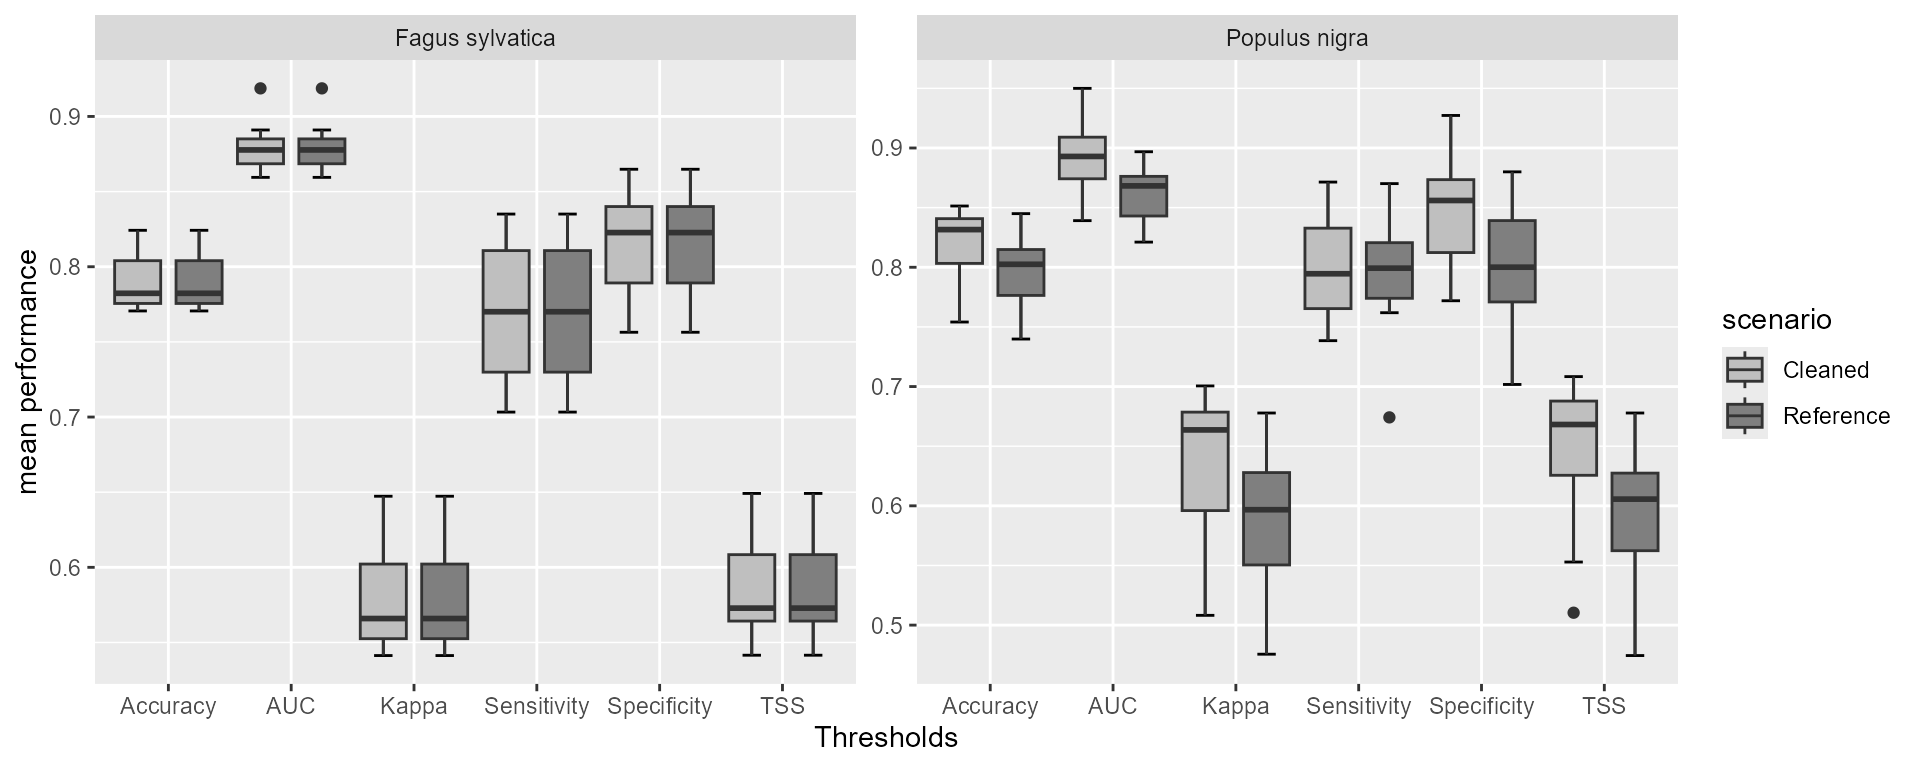 Fagus sylvatica
Populus nigra
mean performance
0.9
0.8
0.7
0.6
0.9
0.8
0.7
0.6
0.5
Accuracy AUC Kappa Sensitivity Specificity TSS
Accuracy AUC Kappa Sensitivity Specificity TSS
Thresholds
scenario
Cleaned
Reference